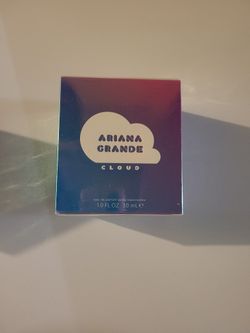 ARIANA
GRANDE
CLOUD
1.0 FL OZ 30 mL e